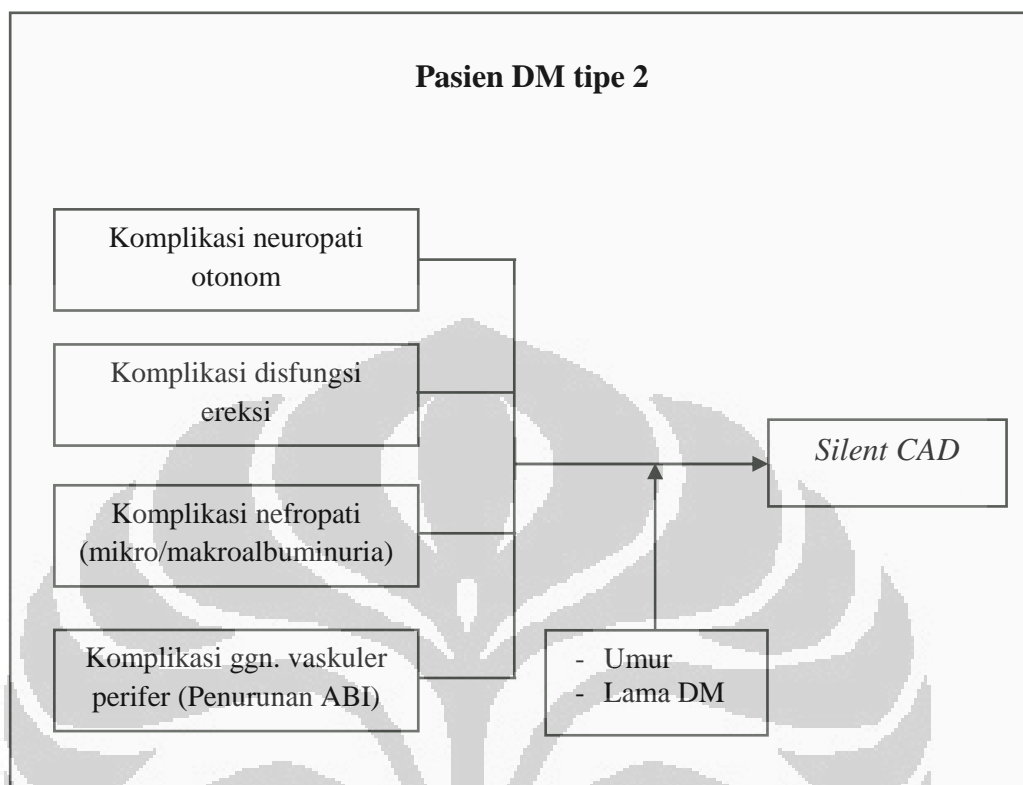 Pasien DM tipe 2
Komplikasi neuropati
otonom
Komplikasi disfungsi
ereksi
Komplikasi nefropati
(mikro/makroalbuminuria)
Komplikasi ggn. vaskuler
perifer (Penurunan ABI)
Silent CAD
- Umur
- Lama DM